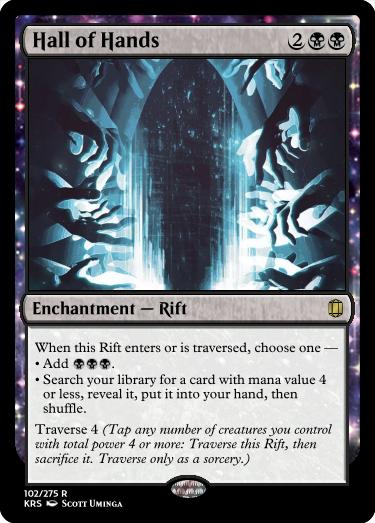 Hall of Hands 2
Enchantment — Rift
When this Rift enters or is traversed, choose one —
• Add .
• Search your library for a card with mana value 4
or less, reveal it, put it into your hand, then
shuffle.
Traverse 4 (Tap any number of creatures you control
with total power 4 or more: Traverse this Rift, then
sacrifice it. Traverse only as a sorcery.)
102/275 R
KRS Scott Uminga